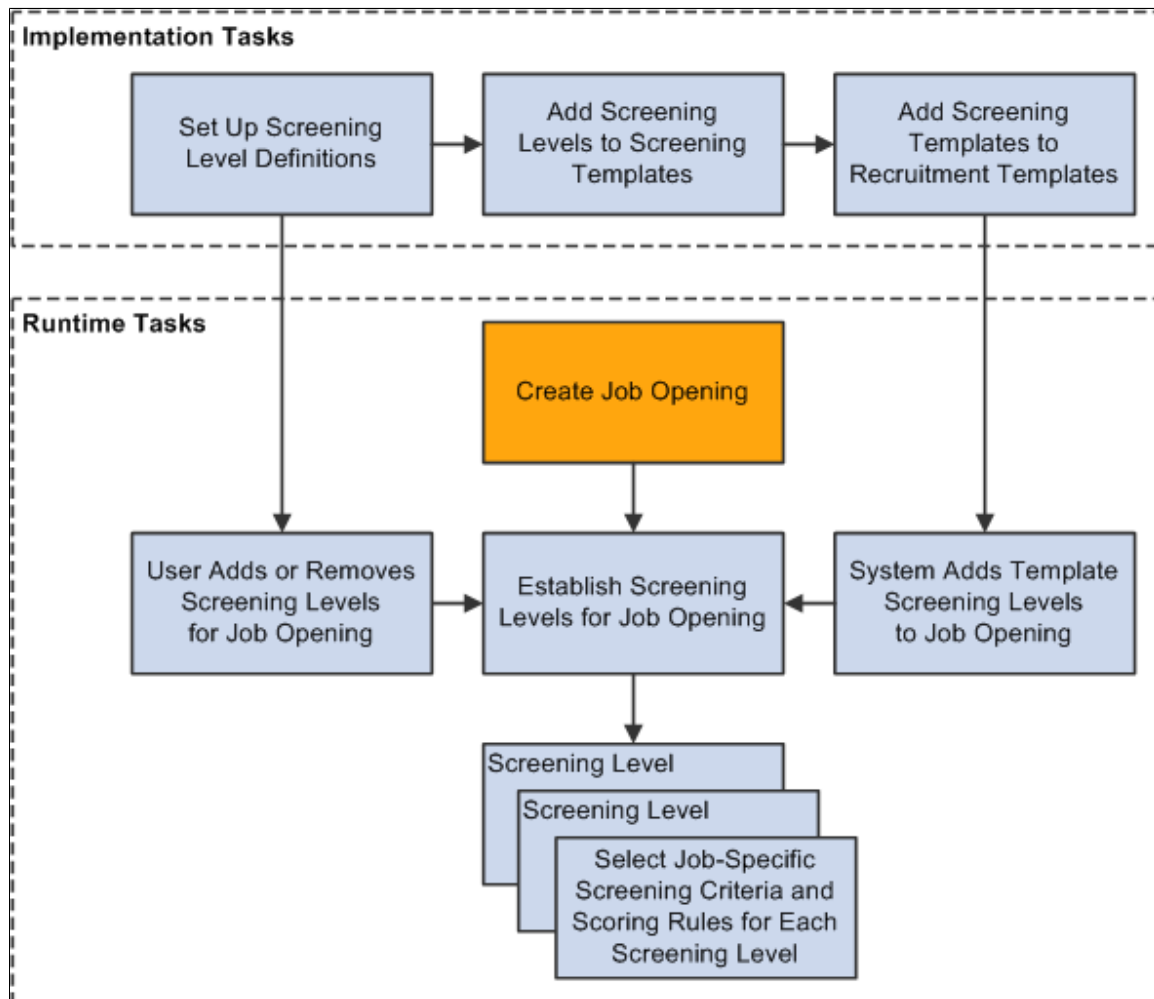 Implementation Tasks
Set Up Screening
Level Definitions
Add Screening
Levels to Screening
Templates
Add Screening
Templates to
Recruitment Templates
Runtime Tasks
Create Job Opening
User Adds or Removes
Screening Levels
for Job Opening
Establish Screening
Levels for Job Opening
System Adds Template
Screening Levels
to Job Opening
Screening Level
Screening Level
Select Job-Specific
Screening Criteria and
Scoring Rules for Each
Screening Level